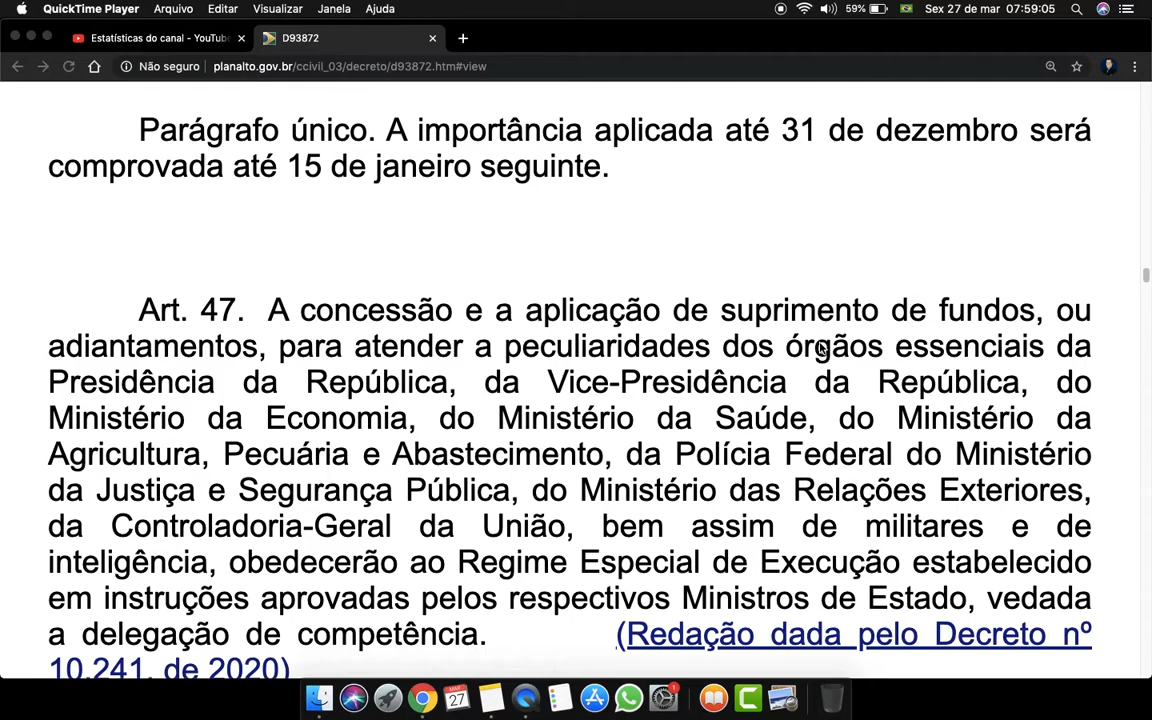 QuickTime Player Arquivo Editar Visualizar Janela Ajuda 59% Sex 27 de mar 07:59:05
Estatísticas do canal - YouTube D93872
Não seguro planalto.gov.br/ccivil_03/decreto/d93872.htm#view
Parágrafo único. A importância aplicada até 31 de dezembro será
comprovada até 15 de janeiro seguinte.
Art. 47. A concessão e a aplicação de suprimento de fundos, ou
adiantamentos, para atender a peculiaridades dos órgãos essenciais da
Presidência da República, da Vice-Presidência da República, do
Ministério da Economia, do Ministério da Saúde, do Ministério da
Agricultura, Pecuária e Abastecimento, da Polícia Federal do Ministério
da Justiça e Segurança Pública, do Ministério das Relações Exteriores,
da Controladoria-Geral da União, bem assim de militares e de
inteligência, obedecerão ao Regime Especial de Execução estabelecido
em instruções aprovadas pelos respectivos Ministros de Estado, vedada
a delegação de competência. (Redação dada pelo Decreto nº
10.241, de 2020)
27
1